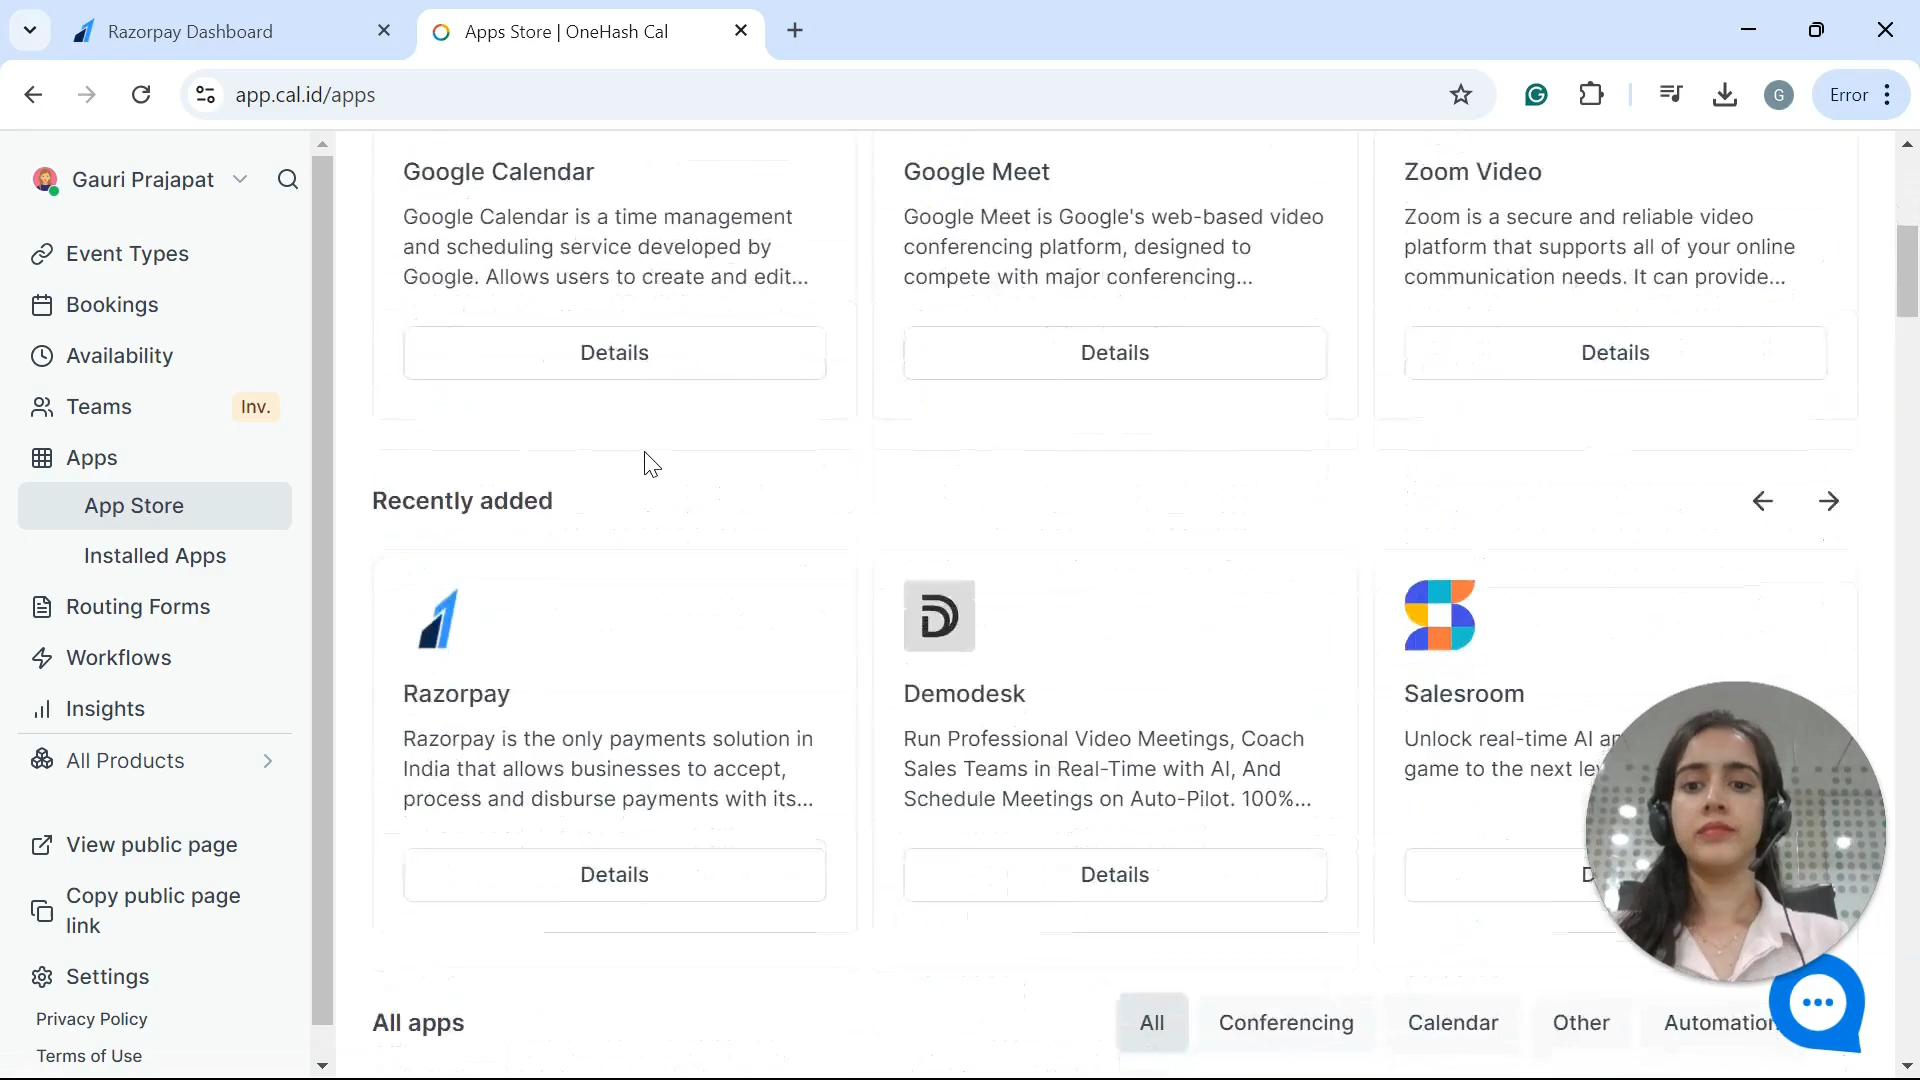 Razorpay Dashboard
Apps Store | OneHash Cal
app.cal.id/apps
G
Error
Gauri Prajapat
Event Types
Bookings
Availability
Teams
Inv.
Apps
App Store
Installed Apps
Routing Forms
Workflows
Insights
All Products
View public page
Copy public page
link
Settings
Privacy Policy
Terms of Use
Google Calendar
Google Calendar is a time management
and scheduling service developed by
Google. Allows users to create and edit...
Details
Google Meet
Google Meet is Google's web-based video
conferencing platform, designed to
compete with major conferencing...
Details
Zoom Video
Zoom is a secure and reliable video
platform that supports all of your online
communication needs. It can provide...
Details
Recently added
Razorpay
Razorpay is the only payments solution in
India that allows businesses to accept,
process and disburse payments with its...
Details
Demodesk
Run Professional Video Meetings, Coach
Sales Teams in Real-Time with AI, And
Schedule Meetings on Auto-Pilot. 100%...
Details
Salesroom
Unlock real-time AI
game to the next
All apps
All
Conferencing
Calendar
Other
Automation